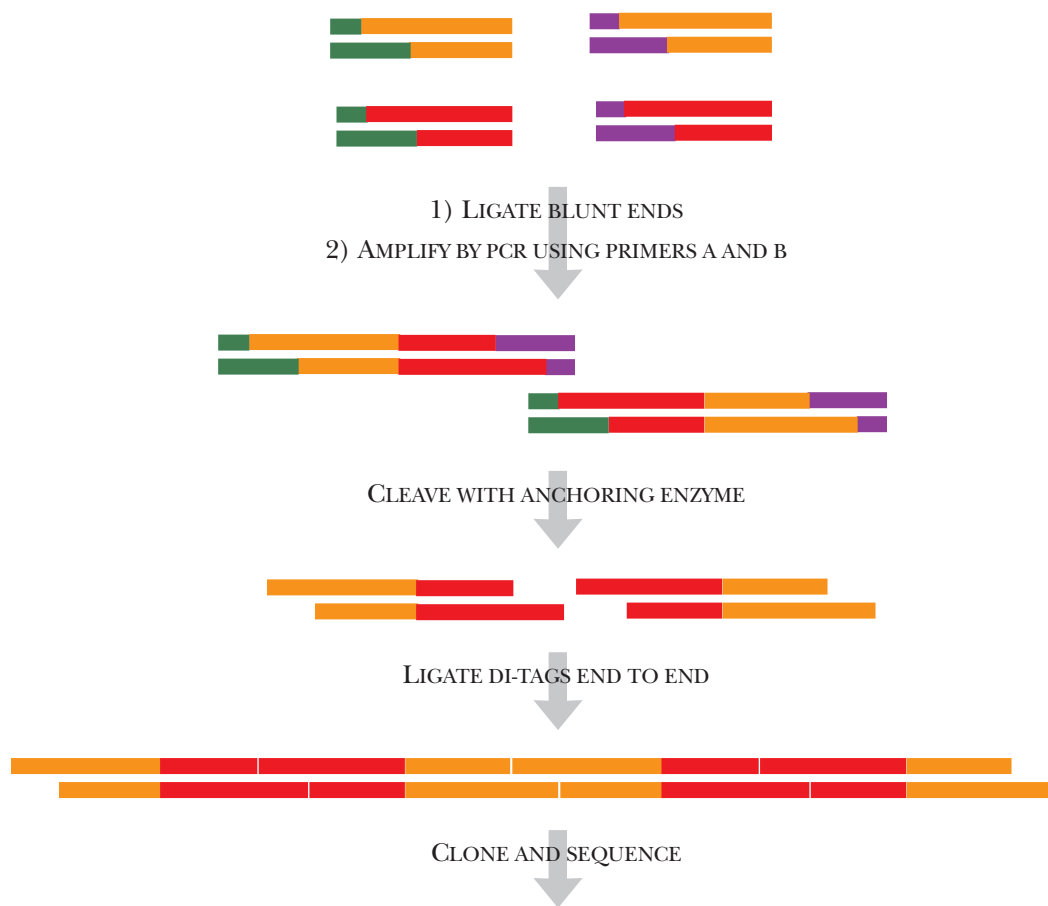 1) Ligate blunt ends
2) Amplify by pcr using primers A and B
Cleave with anchoring enzyme
Ligate di-tags end to end
Clone and sequence